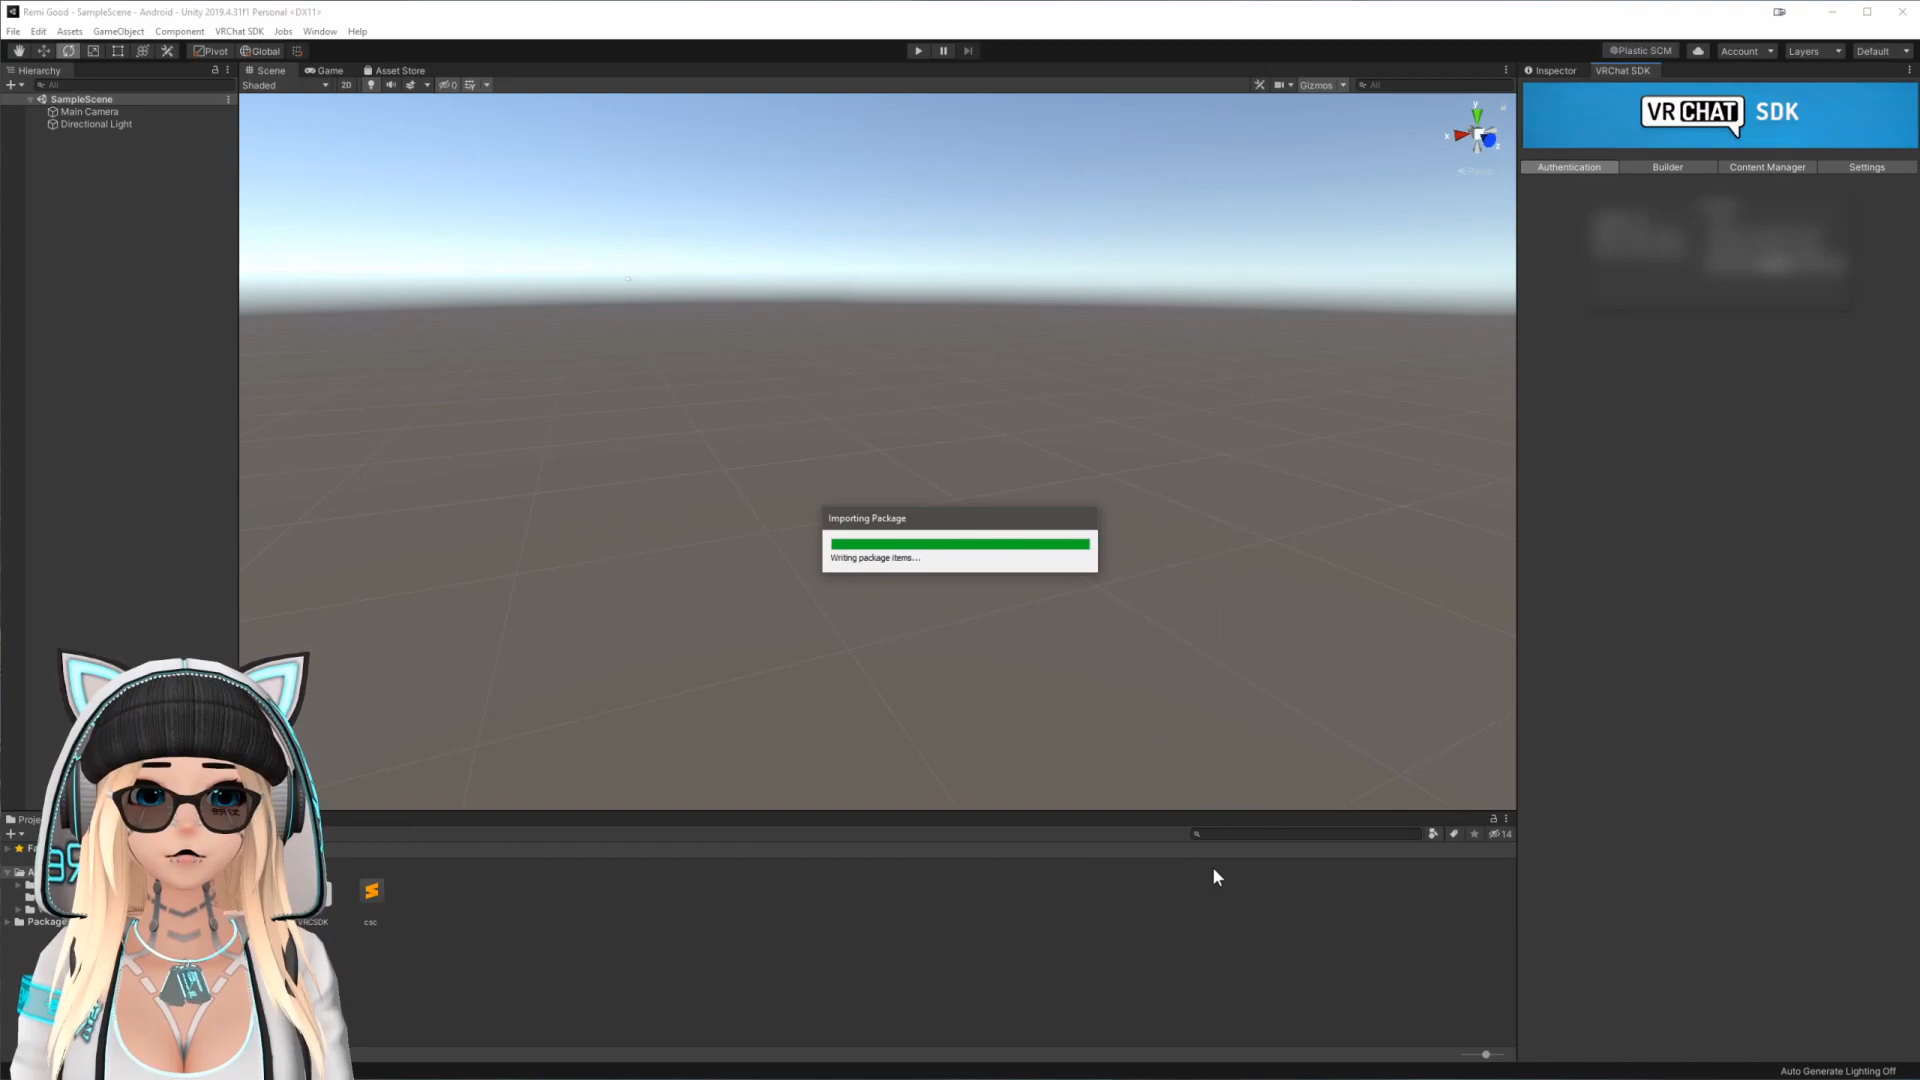 Remi Good - SampleScene - Android - Unity 2019.4.31f1 Personal <DX11>
File Edit Assets GameObject Component VRChat SDK Jobs Window Help
Pivot Global Plastic SCM Account Layers Default
Hierarchy Scene Game Asset Store Inspector VRChat SDK
All Shaded 2D 0 Gizmos All
SampleScene
Main Camera
Directional Light
y
x
z
Persp
VR CHAT SDK
Authentication Builder Content Manager Settings
Importing Package
Writing package items...
14
VRCSDK csc
Auto Generate Lighting Off